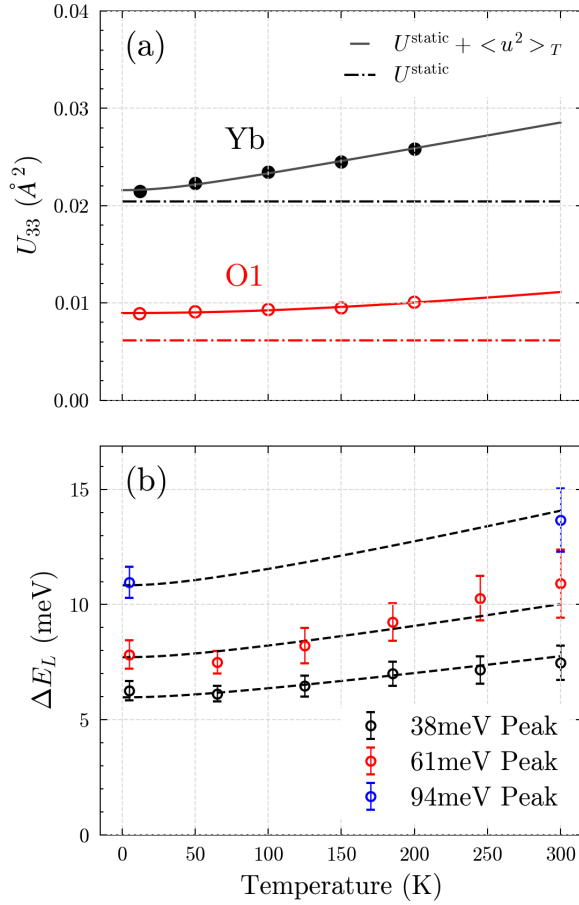 (a)
U^static + <u^2>_T
U^static
Yb
O1
U_33 (Å^2)
0.04
0.03
0.02
0.01
0.00
(b)
ΔE_L (meV)
15
10
5
0
38meV Peak
61meV Peak
94meV Peak
0 50 100 150 200 250 300
Temperature (K)